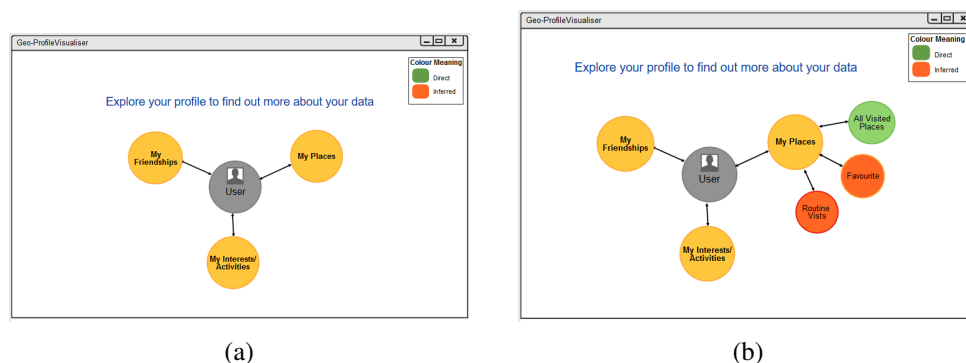 Geo-ProfileVisualiser
Colour Meaning
Direct
Inferred
Explore your profile to find out more about your data
My
Friendships
My Places
User
My Interests/
Activities
(a)
Geo-ProfileVisualiser
Colour Meaning
Direct
Inferred
Explore your profile to find out more about your data
All Visited
Places
My
Friendships
My Places
User
Favourite
Routine
Vists
My Interests/
Activities
(b)